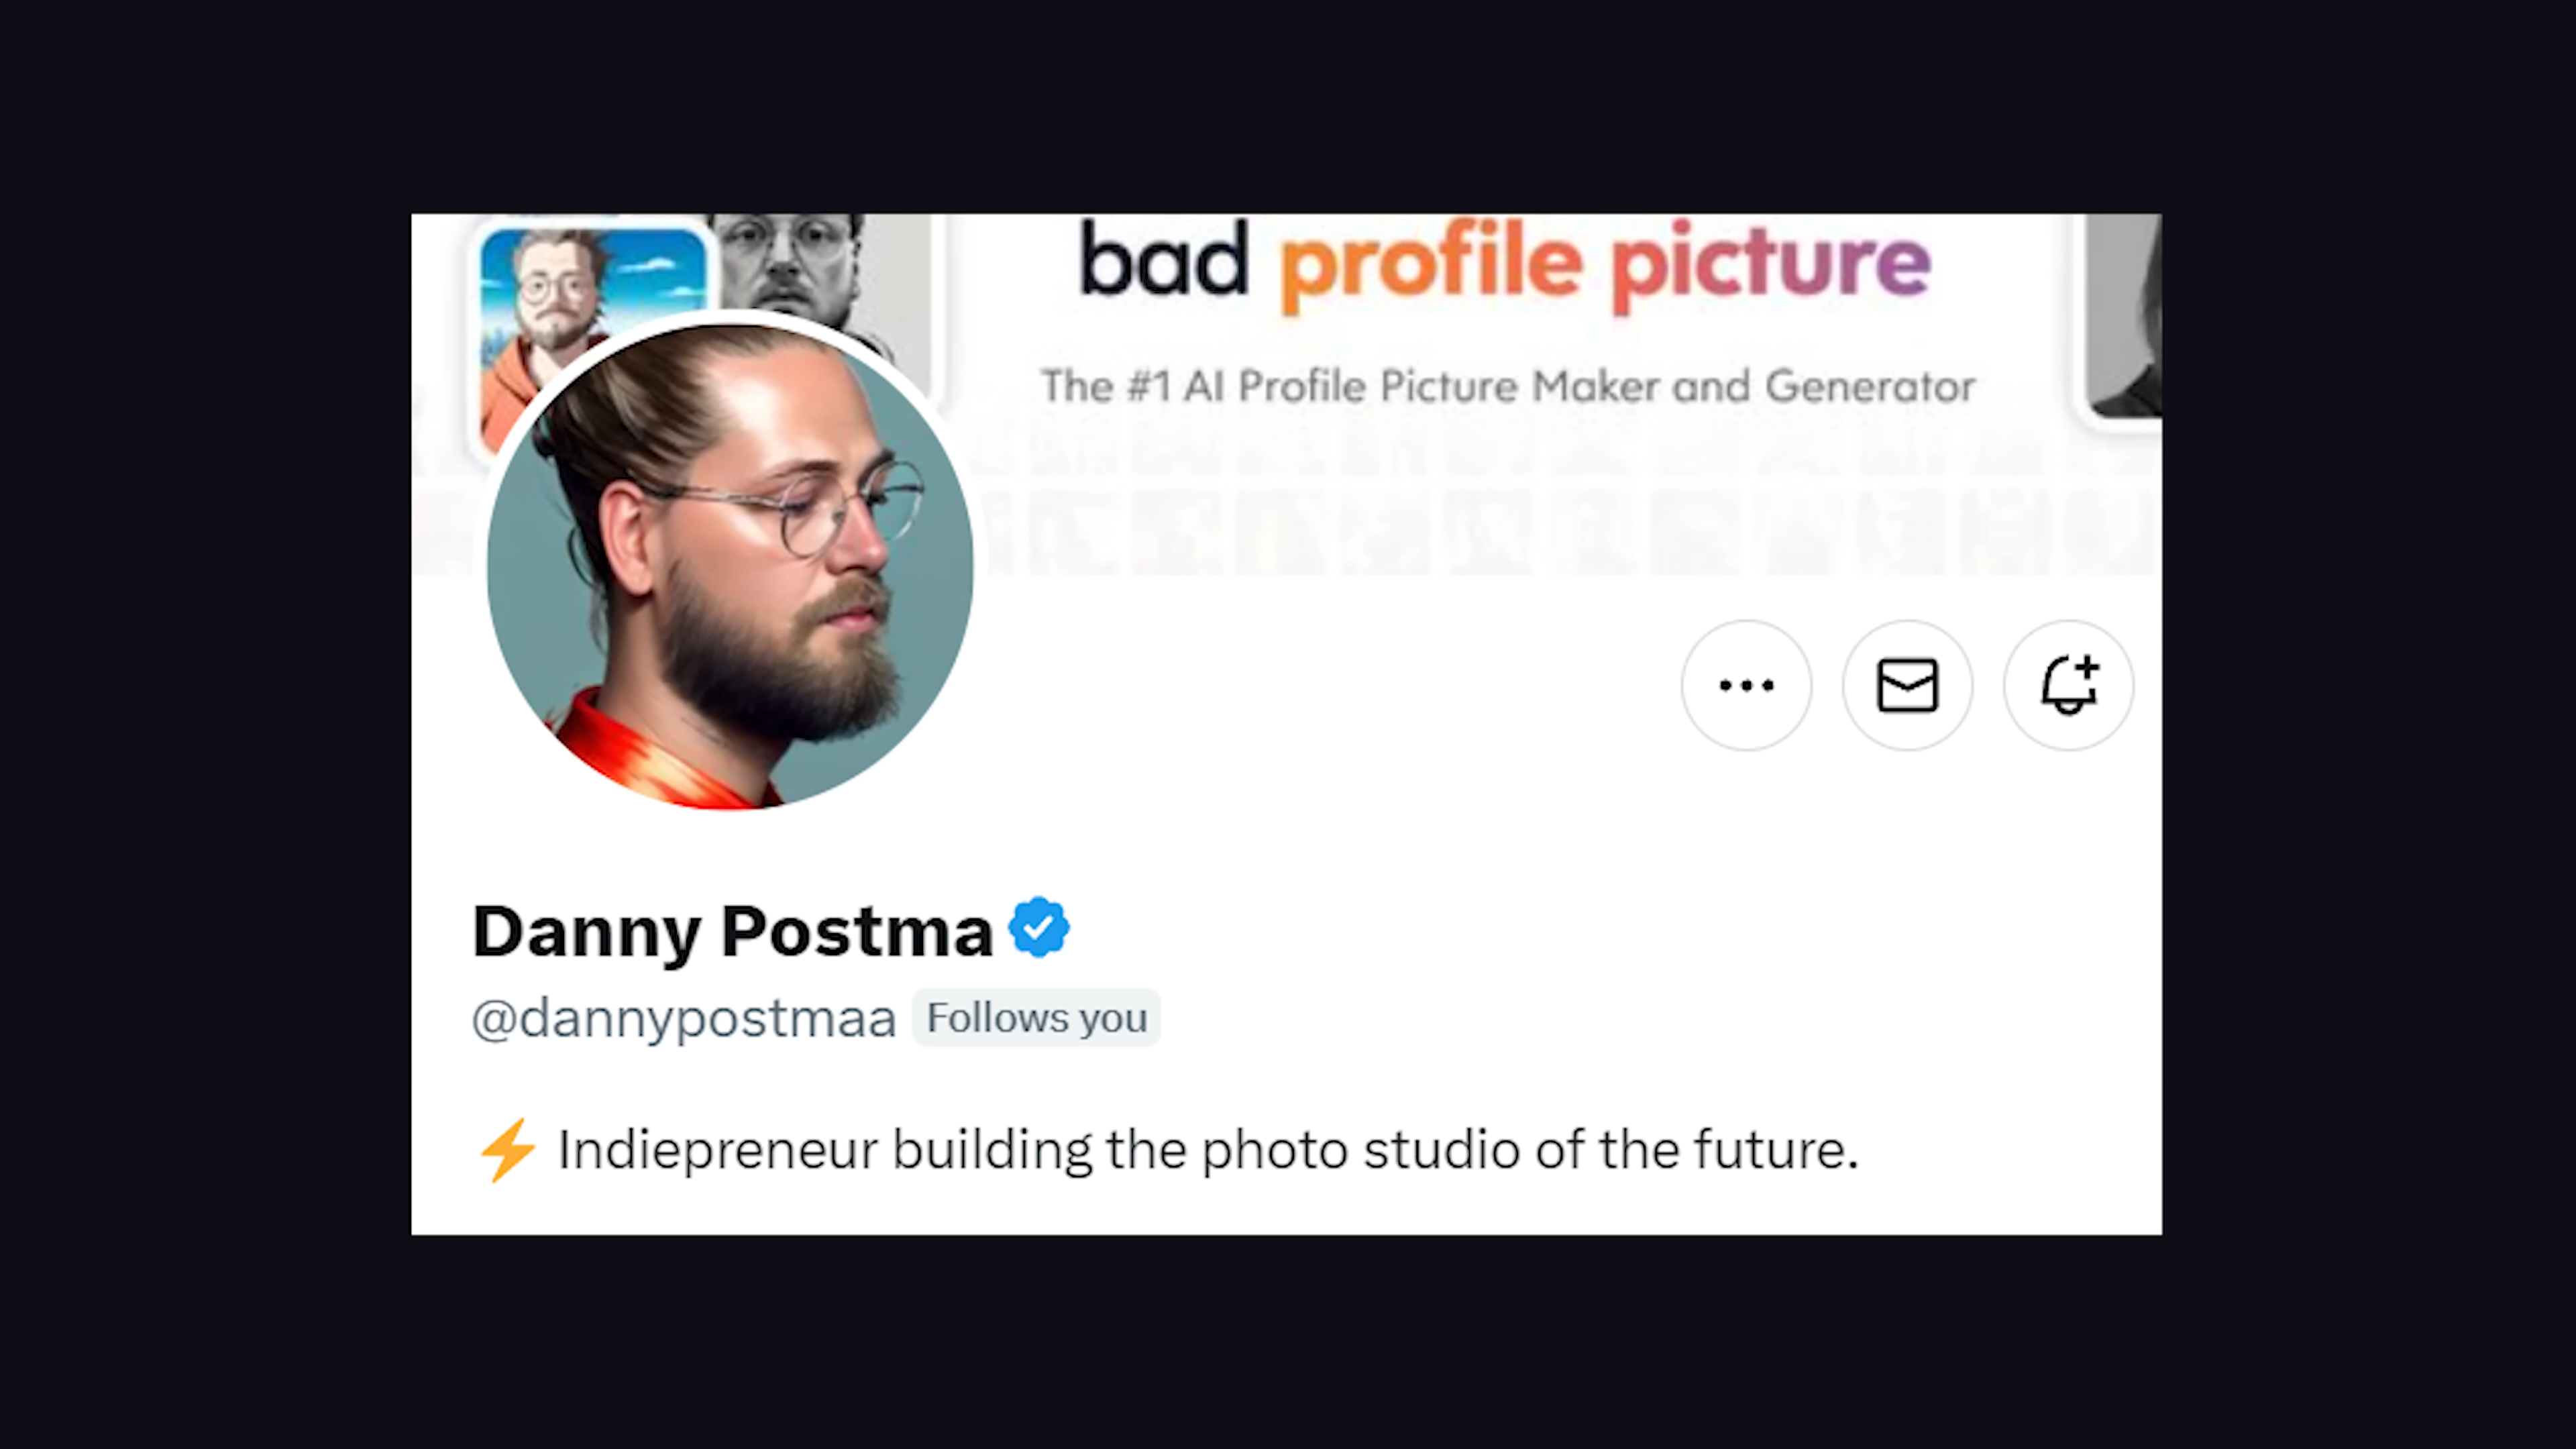 bad profile picture
The #1 AI Profile Picture Maker and Generator
Danny Postma
@dannypostmaa Follows you
⚡ Indiepreneur building the photo studio of the future.